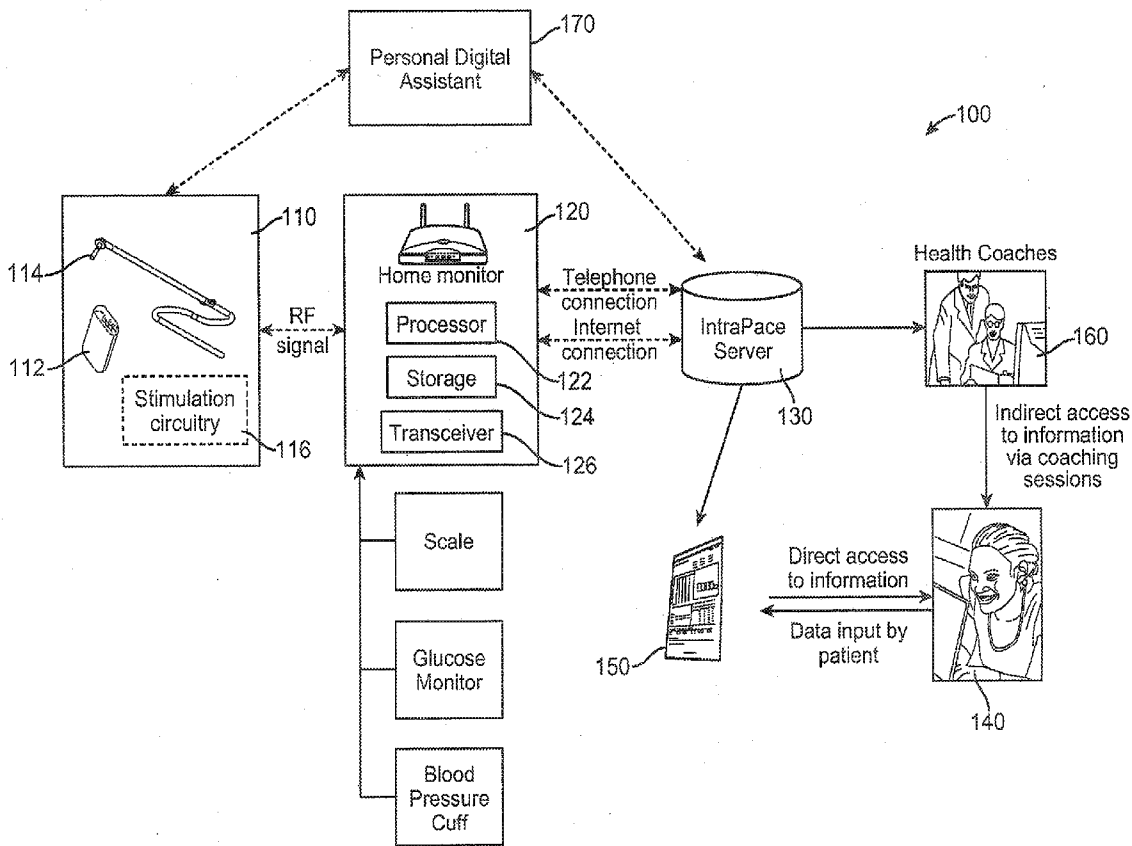 170
Personal Digital
Assistant
100
110
114
112
Stimulation
circuitry
116
RF
signal
120
Home monitor
Processor
122
Storage
124
Transceiver
126
Telephone
connection
Internet
connection
IntraPace
Server
130
Health Coaches
160
Indirect access
to information
via coaching
sessions
Scale
Glucose
Monitor
Blood
Pressure
Cuff
150
Direct access
to information
Data input by
patient
140